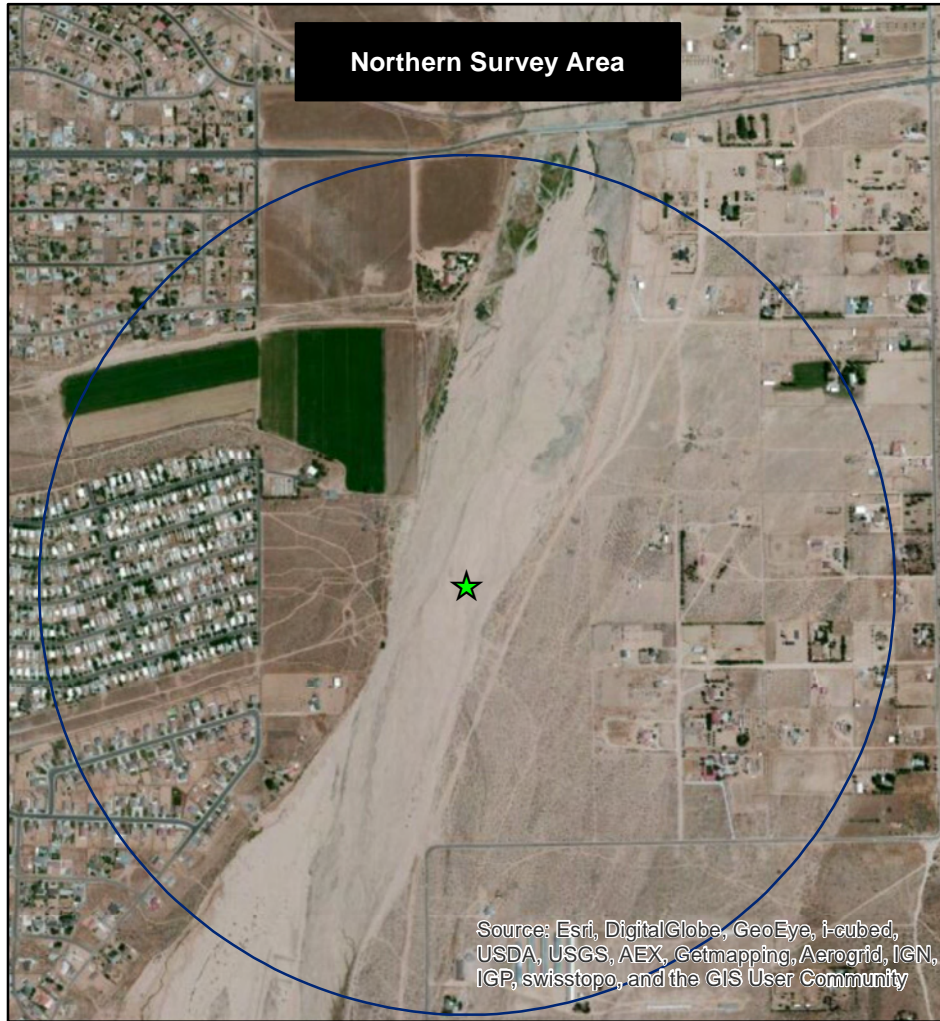 Northern Survey Area
Source: Esri, DigitalGlobe, GeoEye, i-cubed,
USDA, USGS, AEX, Getmapping, Aerogrid, IGN,
IGP, swisstopo, and the GIS User Community